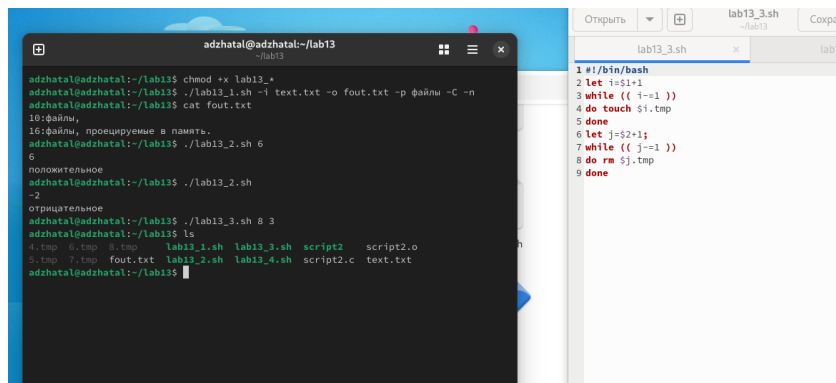 adzhatal@adzhatal:~/lab13
~/lab13
adzhatal@adzhatal:~/lab13$ chmod +x lab13_*
adzhatal@adzhatal:~/lab13$ ./lab13_1.sh -i text.txt -o fout.txt -p файлы -C -n
adzhatal@adzhatal:~/lab13$ cat fout.txt
10:файлы,
16:файлы, проецируемые в память.
adzhatal@adzhatal:~/lab13$ ./lab13_2.sh 6
6
положительное
adzhatal@adzhatal:~/lab13$ ./lab13_2.sh
-2
отрицательное
adzhatal@adzhatal:~/lab13$ ./lab13_3.sh 8 3
adzhatal@adzhatal:~/lab13$ ls
4.tmp 6.tmp 8.tmp lab13_1.sh lab13_3.sh script2 script2.o
5.tmp 7.tmp fout.txt lab13_2.sh lab13_4.sh script2.c text.txt
adzhatal@adzhatal:~/lab13$
h
Открыть
lab13_3.sh
~/lab13
Сохра
lab13_3.sh
lab
1 #!/bin/bash
2 let i=$1+1
3 while (( i-=1 ))
4 do touch $i.tmp
5 done
6 let j=$2+1;
7 while (( j-=1 ))
8 do rm $j.tmp
9 done